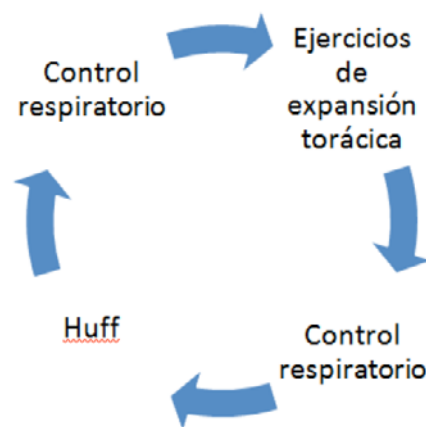 Control
respiratorio
Ejercicios
de
expansión
torácica
Control
respiratorio
Huff